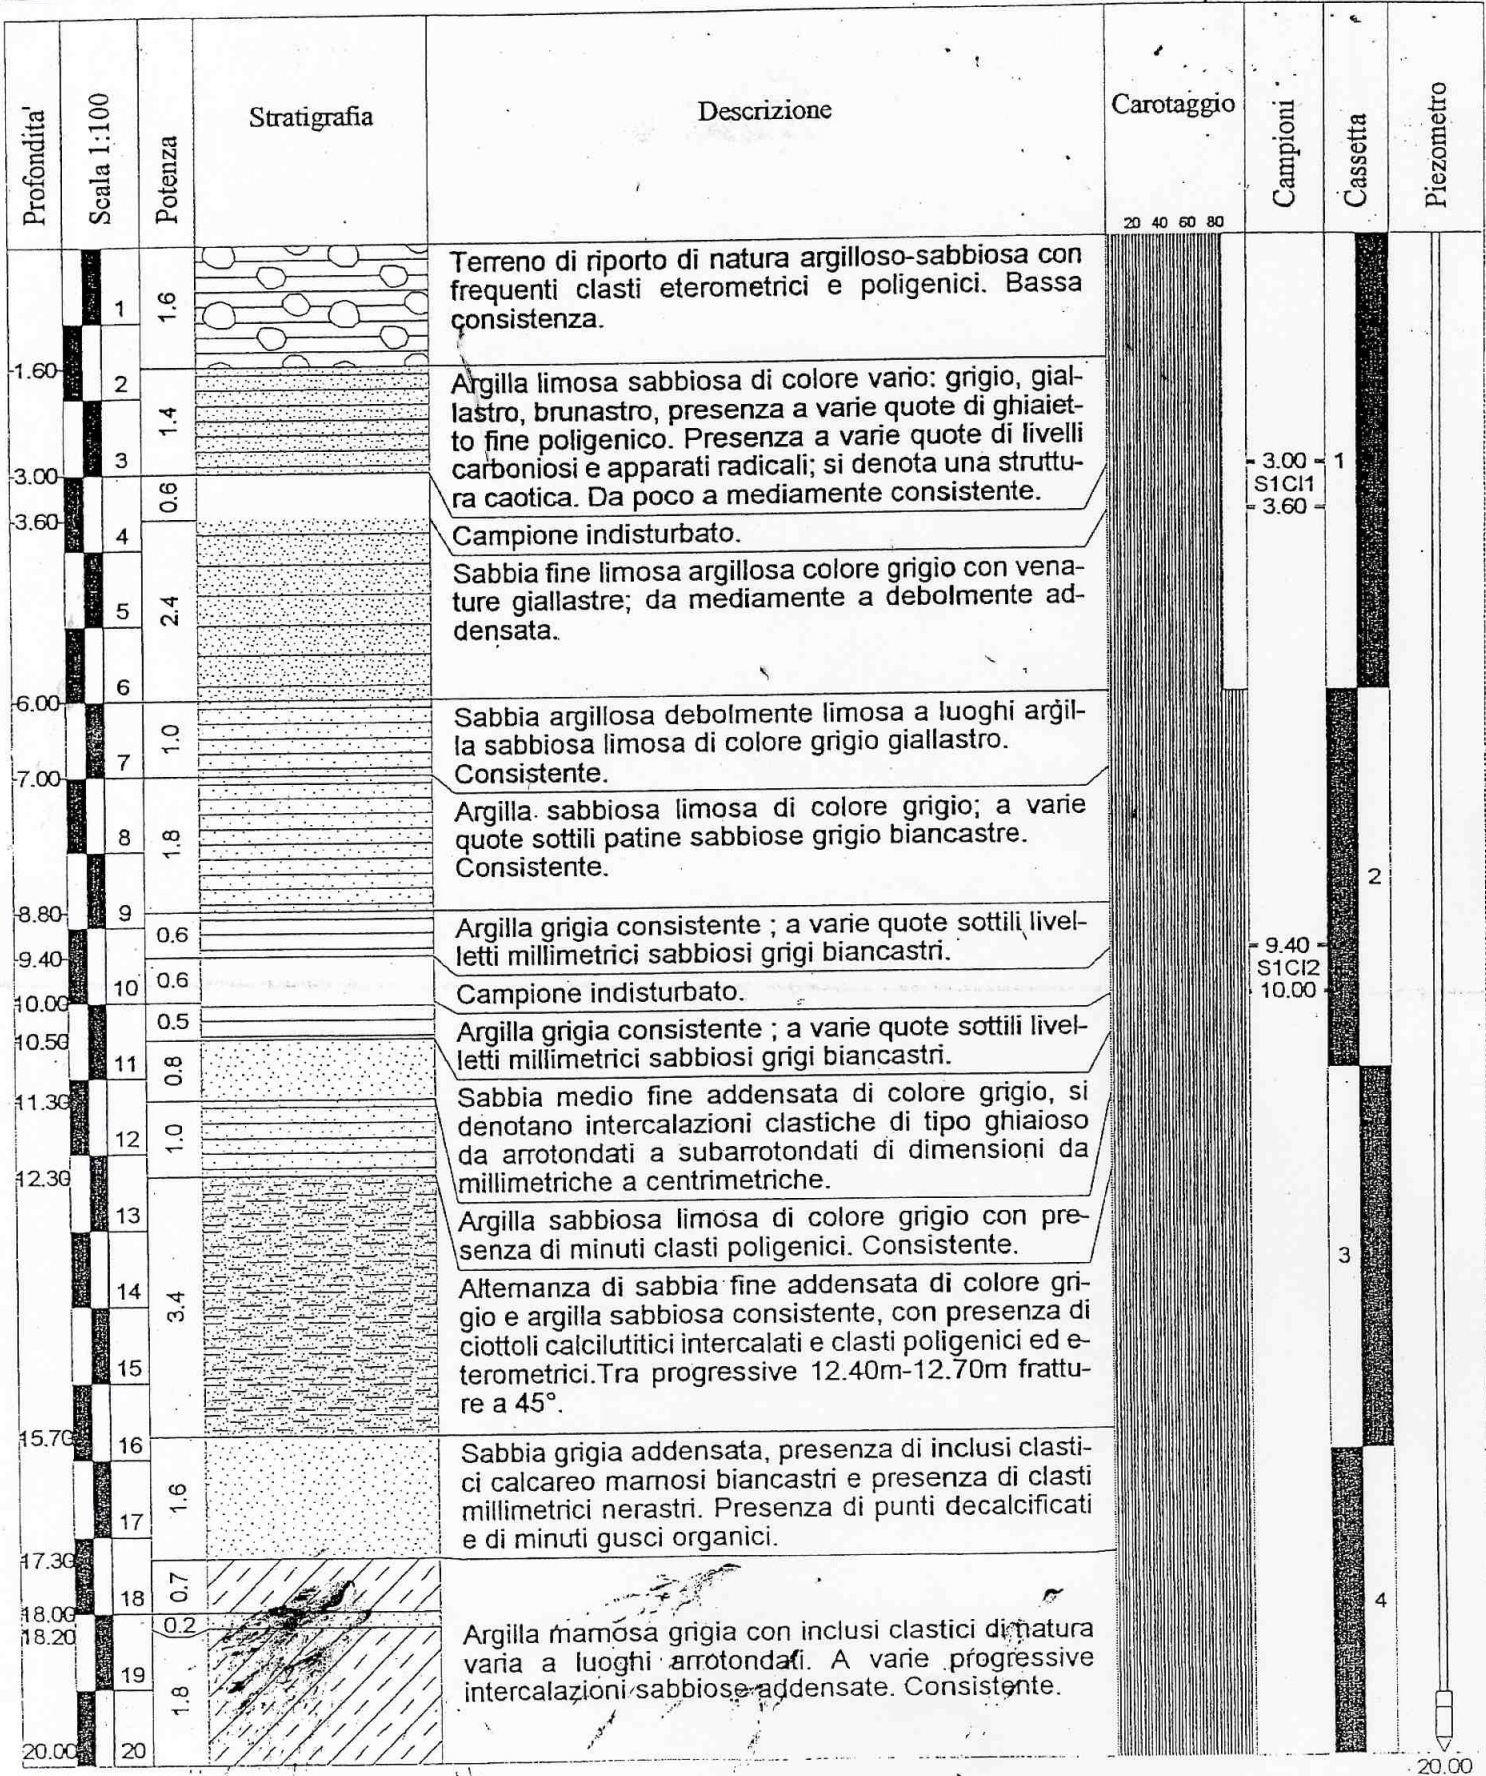 Profondita'
Scala 1:100
Potenza
Stratigrafia
Descrizione
Carotaggio
20 40 60 80
Campioni
Cassetta
Piezometro
1
1.6
Terreno di riporto di natura argilloso-sabbiosa con
frequenti clasti eterometrici e poligenici. Bassa
consistenza.
-1.60
2
1.4
Argilla limosa sabbiosa di colore vario: grigio, gial-
lastro, brunastro, presenza a varie quote di ghiaiet-
to fine poligenico. Presenza a varie quote di livelli
carboniosi e apparati radicali; si denota una struttu-
ra caotica. Da poco a mediamente consistente.
3
-3.00
0.6
3.00
S1CI1
3.60
1
-3.60
4
Campione indisturbato.
Sabbia fine limosa argillosa colore grigio con vena-
ture giallastre; da mediamente a debolmente ad-
densata.
5
2.4
6
-6.00
1.0
Sabbia argillosa debolmente limosa a luoghi argil-
la sabbiosa limosa di colore grigio giallastro.
Consistente.
7
-7.00
8
1.8
Argilla sabbiosa limosa di colore grigio; a varie
quote sottili patine sabbiose grigio biancastre.
Consistente.
2
-8.80
9
0.6
Argilla grigia consistente ; a varie quote sottili livel-
letti millimetrici sabbiosi grigi biancastri.
-9.40
9.40
S1CI2
10.00
10
0.6
Campione indisturbato.
10.00
0.5
Argilla grigia consistente ; a varie quote sottili livel-
letti millimetrici sabbiosi grigi biancastri.
10.50
11
0.8
Sabbia medio fine addensata di colore grigio, si
denotano intercalazioni clastiche di tipo ghiaioso
da arrotondati a subarrotondati di dimensioni da
millimetriche a centrimetriche.
11.30
12
1.0
Argilla sabbiosa limosa di colore grigio con pre-
senza di minuti clasti poligenici. Consistente.
12.30
13
14
3.4
Alternanza di sabbia fine addensata di colore gri-
gio e argilla sabbiosa consistente, con presenza di
ciottoli calcilutitici intercalati e clasti poligenici ed e-
terometrici.Tra progressive 12.40m-12.70m frattu-
re a 45°.
3
15
15.70
16
1.6
Sabbia grigia addensata, presenza di inclusi clasti-
ci calcareo marnosi biancastri e presenza di clasti
millimetrici nerastri. Presenza di punti decalcificati
e di minuti gusci organici.
17
17.30
18
0.7
4
18.00
0.2
18.20
19
1.8
Argilla marnosa grigia con inclusi clastici di natura
varia a luoghi arrotondati. A varie progressive
intercalazioni sabbiose addensate. Consistente.
20.00
20
20.00